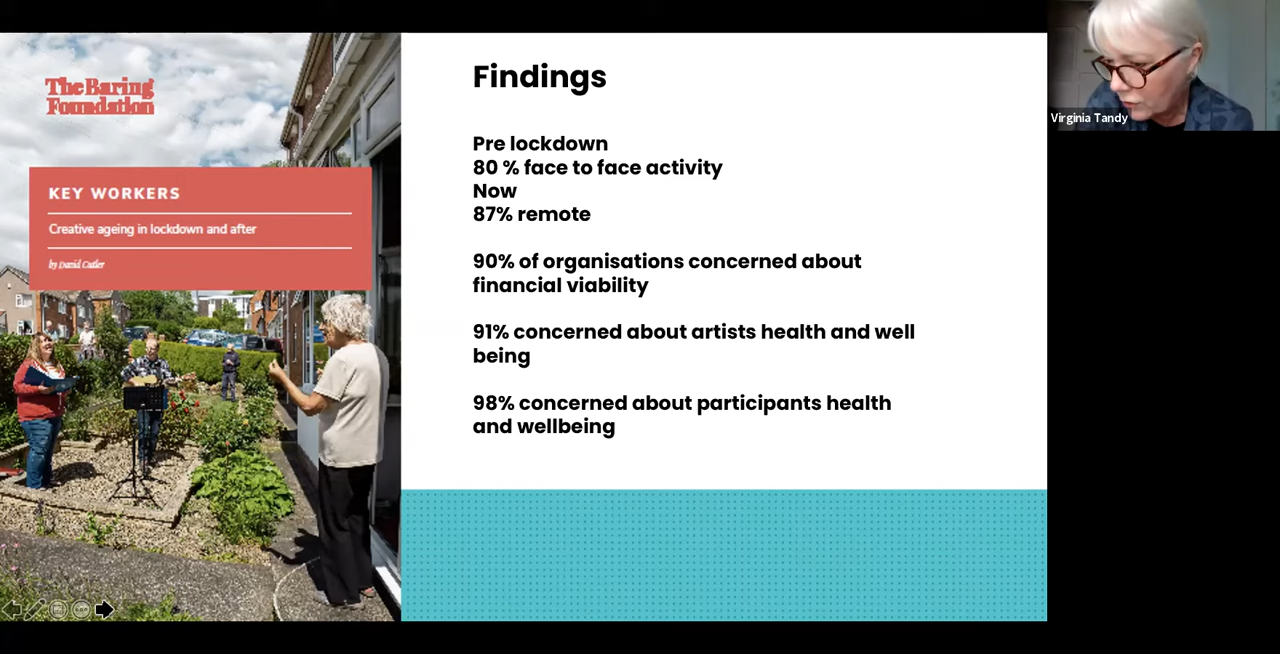 The Baring
Foundation
KEY WORKERS
Creative ageing in lockdown and after
by David Cutler
Findings
Pre lockdown
80 % face to face activity
Now
87% remote
90% of organisations concerned about
financial viability
91% concerned about artists health and well
being
98% concerned about participants health
and wellbeing
Virginia Tandy